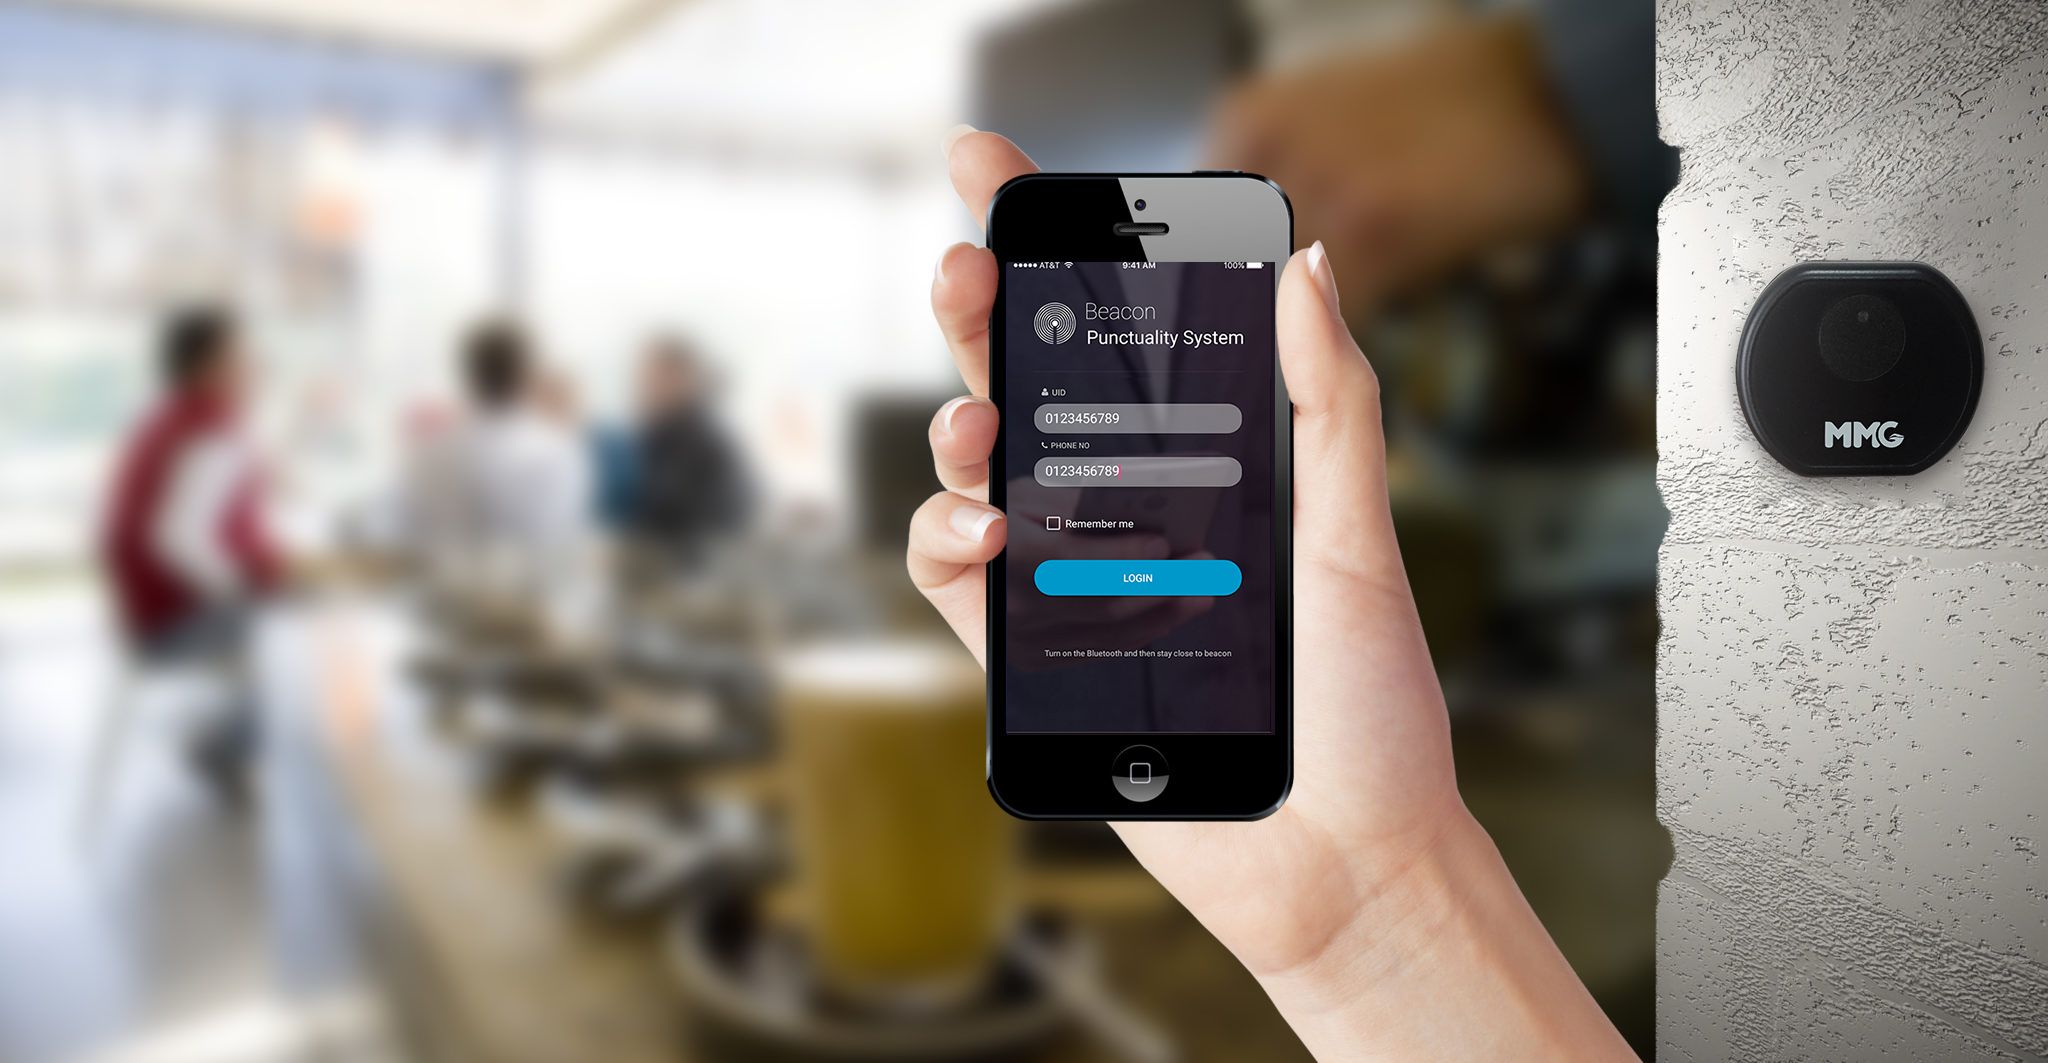 AT&T
9:41 AM
100%
Beacon
Punctuality System
UID
0123456789
PHONE NO
0123456789
Remember me
LOGIN
Turn on the Bluetooth and then stay close to beacon
MMG